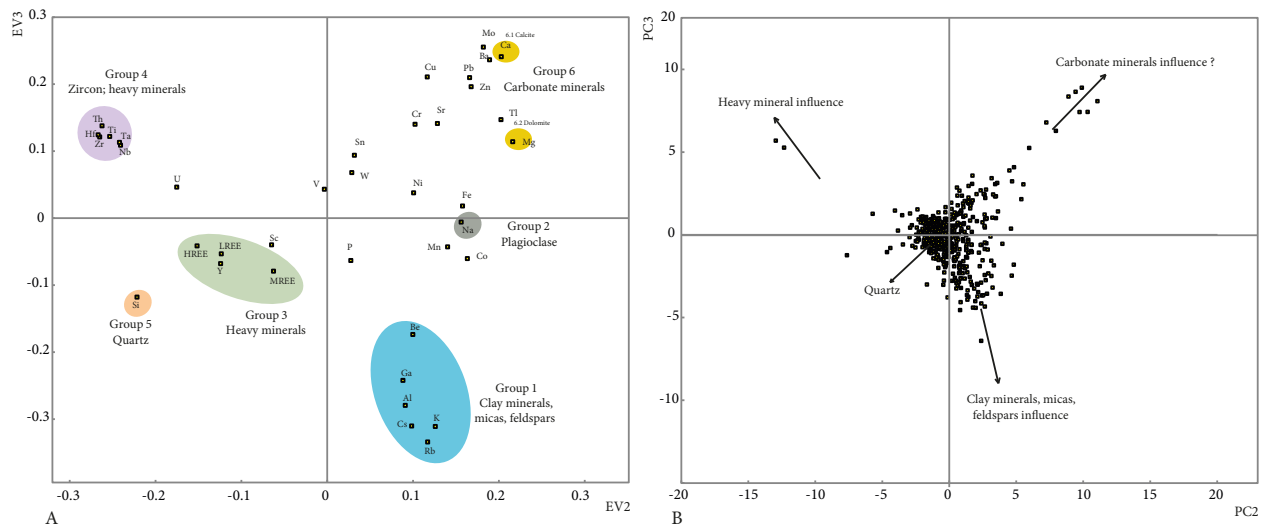 EV3
0.3
0.2
0.1
0
-0.1
-0.2
-0.3
-0.3
-0.2
-0.1
0
0.1
0.2
0.3
EV2
A
Group 4
Zircon; heavy minerals
Th
Hf
Ti
Zr
Ta
Nb
U
V
Sn
W
Cu
Cr
Sr
Ni
Mo
6.1 Calcite
Ca
Ba
Pb
Zn
Group 6
Carbonate minerals
Tl
6.2 Dolomite
Mg
Fe
Na
Group 2
Plagioclase
Mn
Co
P
Sc
HREE
LREE
Y
MREE
Group 3
Heavy minerals
Si
Group 5
Quartz
Be
Ga
Al
Cs
K
Rb
Group 1
Clay minerals,
micas, feldspars
PC3
20
10
5
0
-5
-10
-20
-15
-10
-5
0
5
10
15
20
PC2
B
Heavy mineral influence
Carbonate minerals influence ?
Quartz
Clay minerals, micas,
feldspars influence